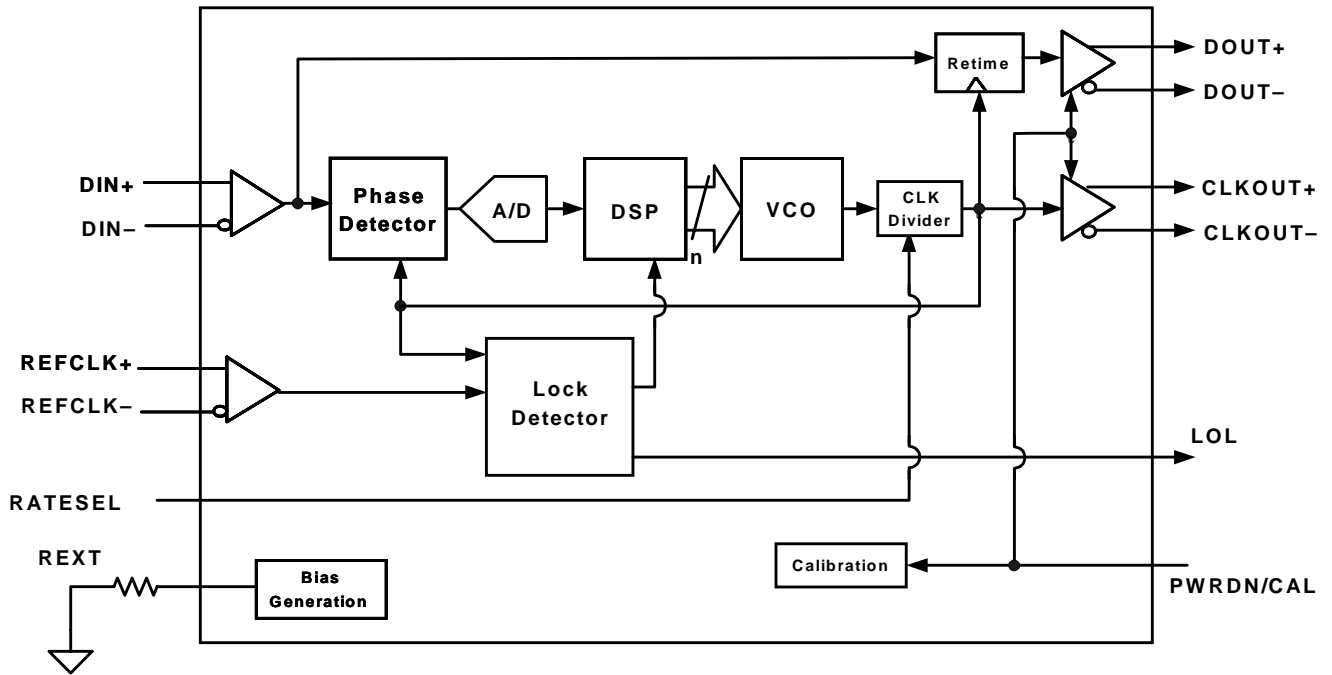 DOUT+
Retime
DOUT–
DIN+
Phase
Detector
A/D
DSP
n
VCO
CLK
Divider
CLKOUT+
DIN–
CLKOUT–
REFCLK+
REFCLK–
Lock
Detector
LOL
RATESEL
REXT
Bias
Generation
Calibration
PWRDN/CAL